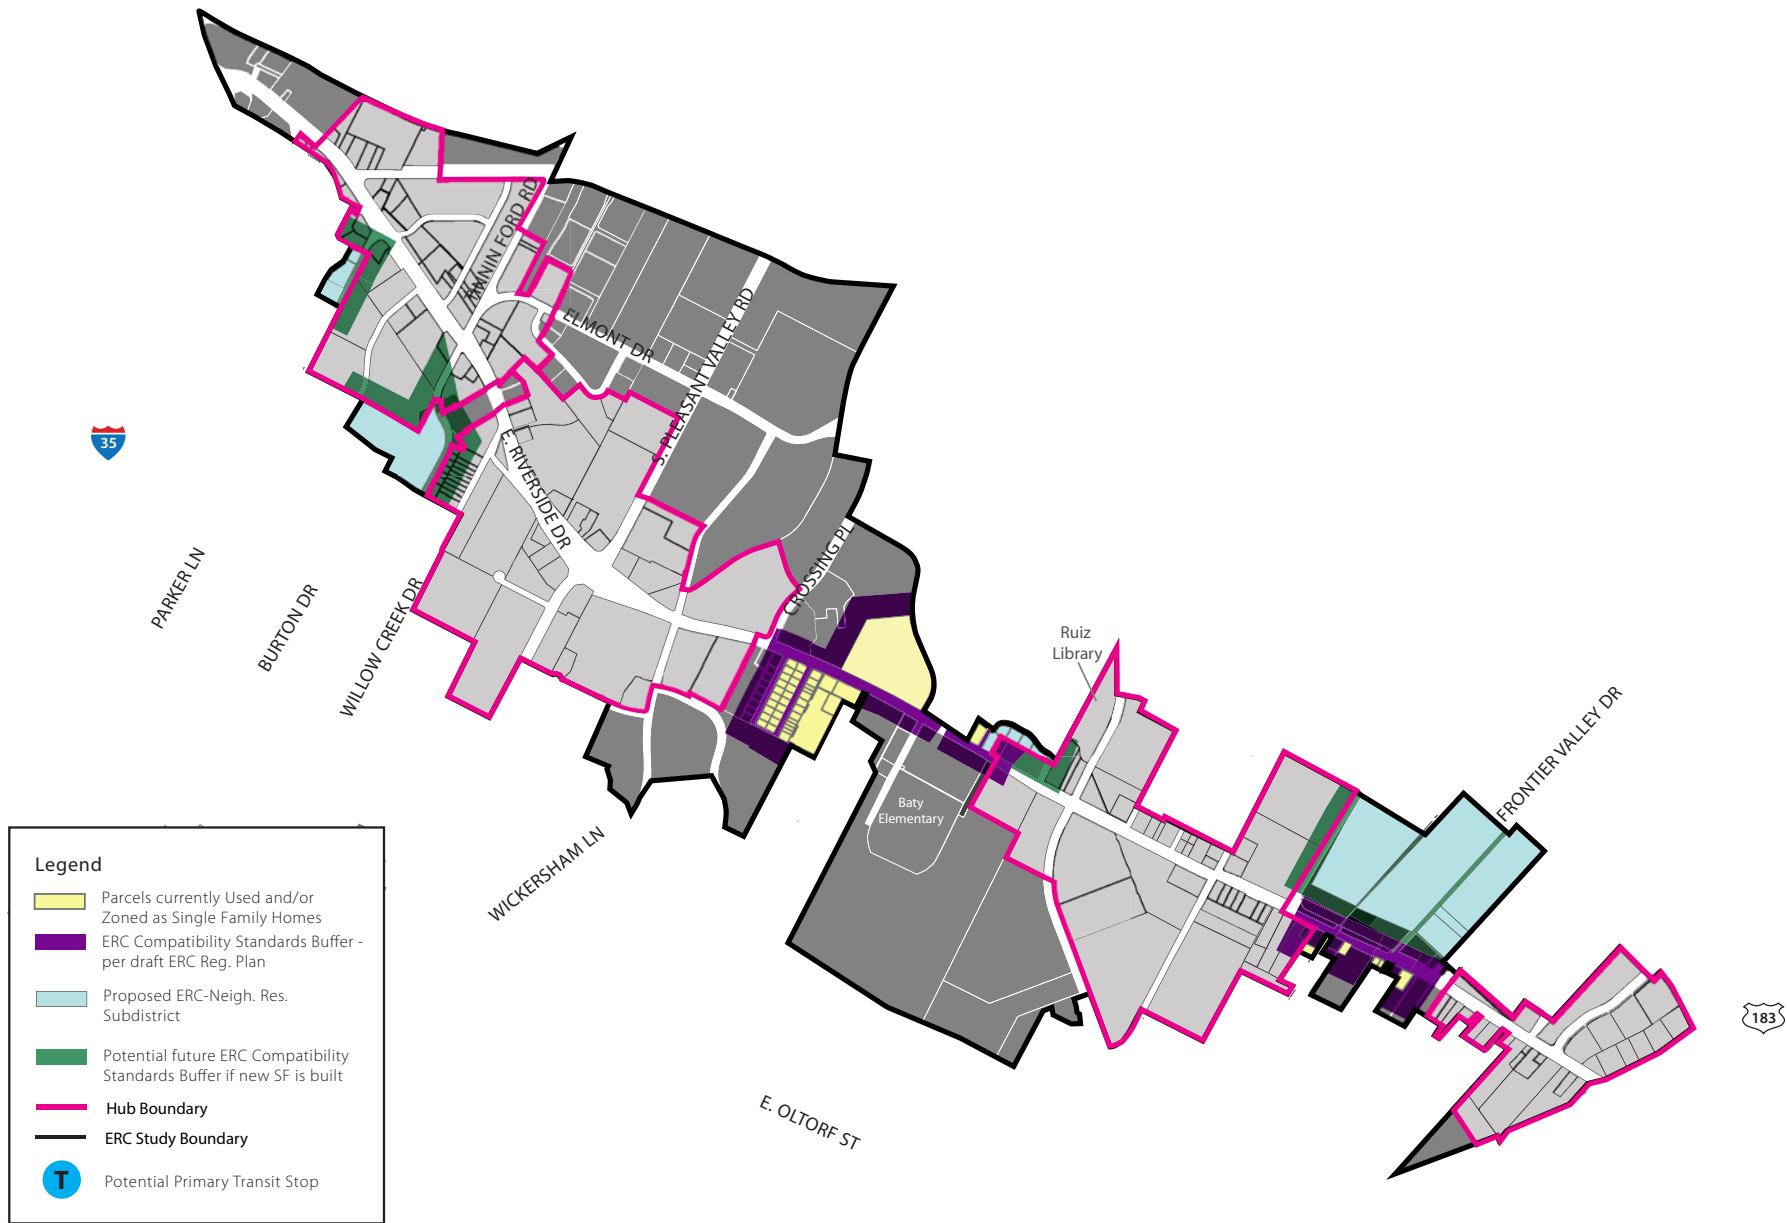 ANNIN FORD RD
ELMONT DR
S. PLEASANT VALLEY RD
35
E. RIVERSIDE DR
CROSSING PL
PARKER LN
BURTON DR
WILLOW CREEK DR
Ruiz
Library
FRONTIER VALLEY DR
Baty
Elementary
WICKERSHAM LN
183
E. OLTORF ST
Legend
Parcels currently Used and/or
Zoned as Single Family Homes
ERC Compatibility Standards Buffer -
per draft ERC Reg. Plan
Proposed ERC-Neigh. Res.
Subdistrict
Potential future ERC Compatibility
Standards Buffer if new SF is built
Hub Boundary
ERC Study Boundary
T
Potential Primary Transit Stop